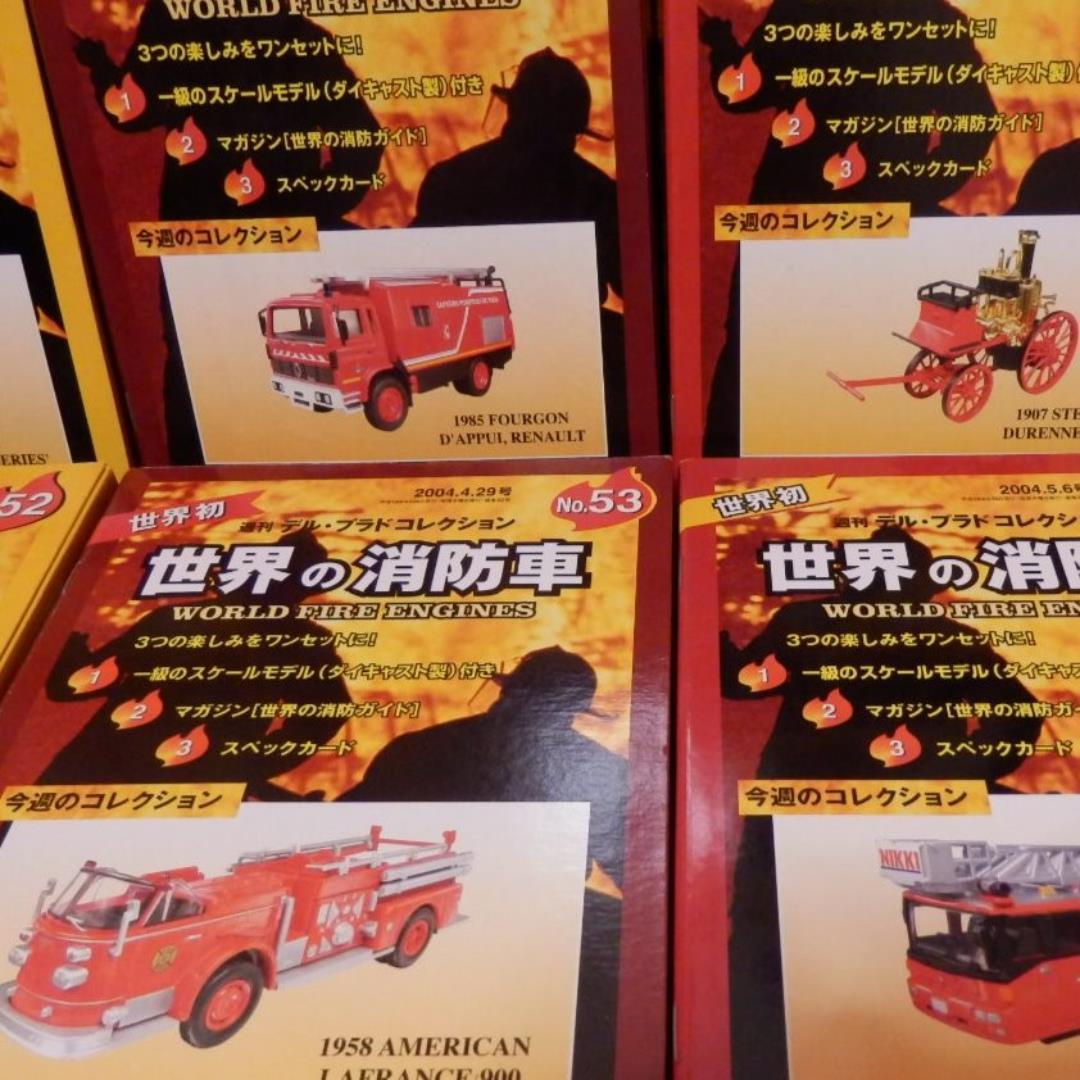 WORLD FIRE ENGINES
3つの楽しみをワンセットに!
1 一級のスケールモデル(ダイキャスト製)付き
2 マガジン[世界の消防ガイド]
3 スペックカード
今週のコレクション
1985 FOURGON
D'APPUI, RENAULT
3つの楽しみをワンセットに!
1 一級のスケールモデル(ダイキャスト製)
2 マガジン[世界の消防ガイド]
3 スペックカード
今週のコレクション
1907 STE
DURENNE
ERIES'
52
2004.4.29号
No.53
世界初
週刊 デル・プラドコレクション
世界の消防車
WORLD FIRE ENGINES
3つの楽しみをワンセットに!
1 一級のスケールモデル(ダイキャスト製)付き
2 マガジン[世界の消防ガイド]
3 スペックカード
今週のコレクション
1958 AMERICAN
LAFRANCE 900
2004.5.6号
世界初
週刊 デル・プラドコレクシ
世界の消防
WORLD FIRE EN
3つの楽しみをワンセットに!
1 一級のスケールモデル(ダイキャス
2 マガジン[世界の消防ガイ
3 スペックカード
今週のコレクション
NIKKI